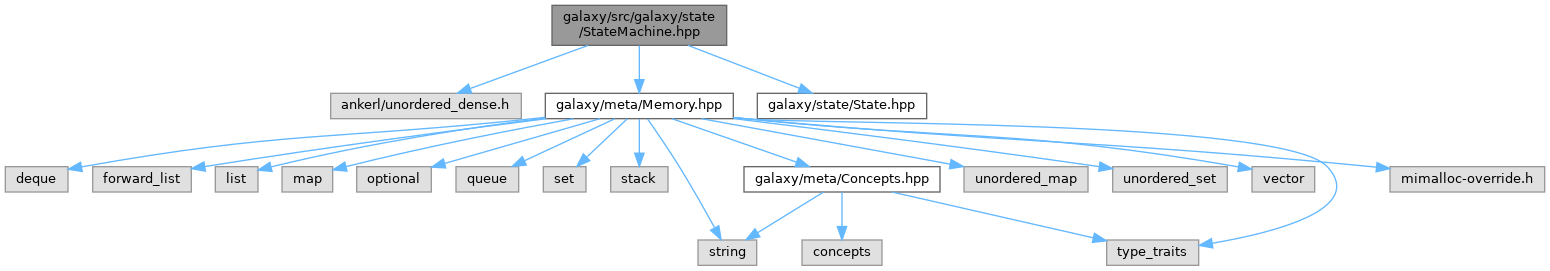 galaxy/src/galaxy/state
/StateMachine.hpp
ankerl/unordered_dense.h
galaxy/meta/Memory.hpp
galaxy/state/State.hpp
deque
forward_list
list
map
optional
queue
set
stack
galaxy/meta/Concepts.hpp
unordered_map
unordered_set
vector
mimalloc-override.h
string
concepts
type_traits